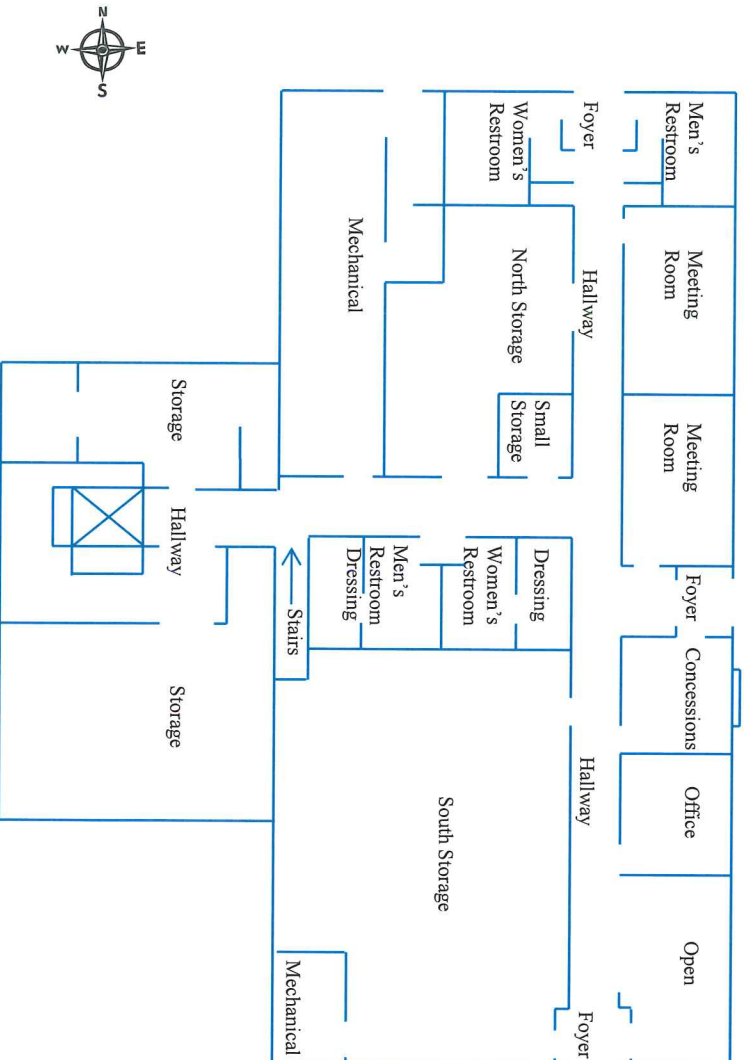 N
W
E
S
Men's
Restroom
Foyer
Women's
Restroom
Mechanical
Meeting
Room
Hallway
North Storage
Small
Storage
Meeting
Room
Storage
Hallway
Foyer
Dressing
Women's
Restroom
Men's
Restroom
Dressing
Stairs
Concessions
Storage
Hallway
Office
South Storage
Open
Foyer
Mechanical